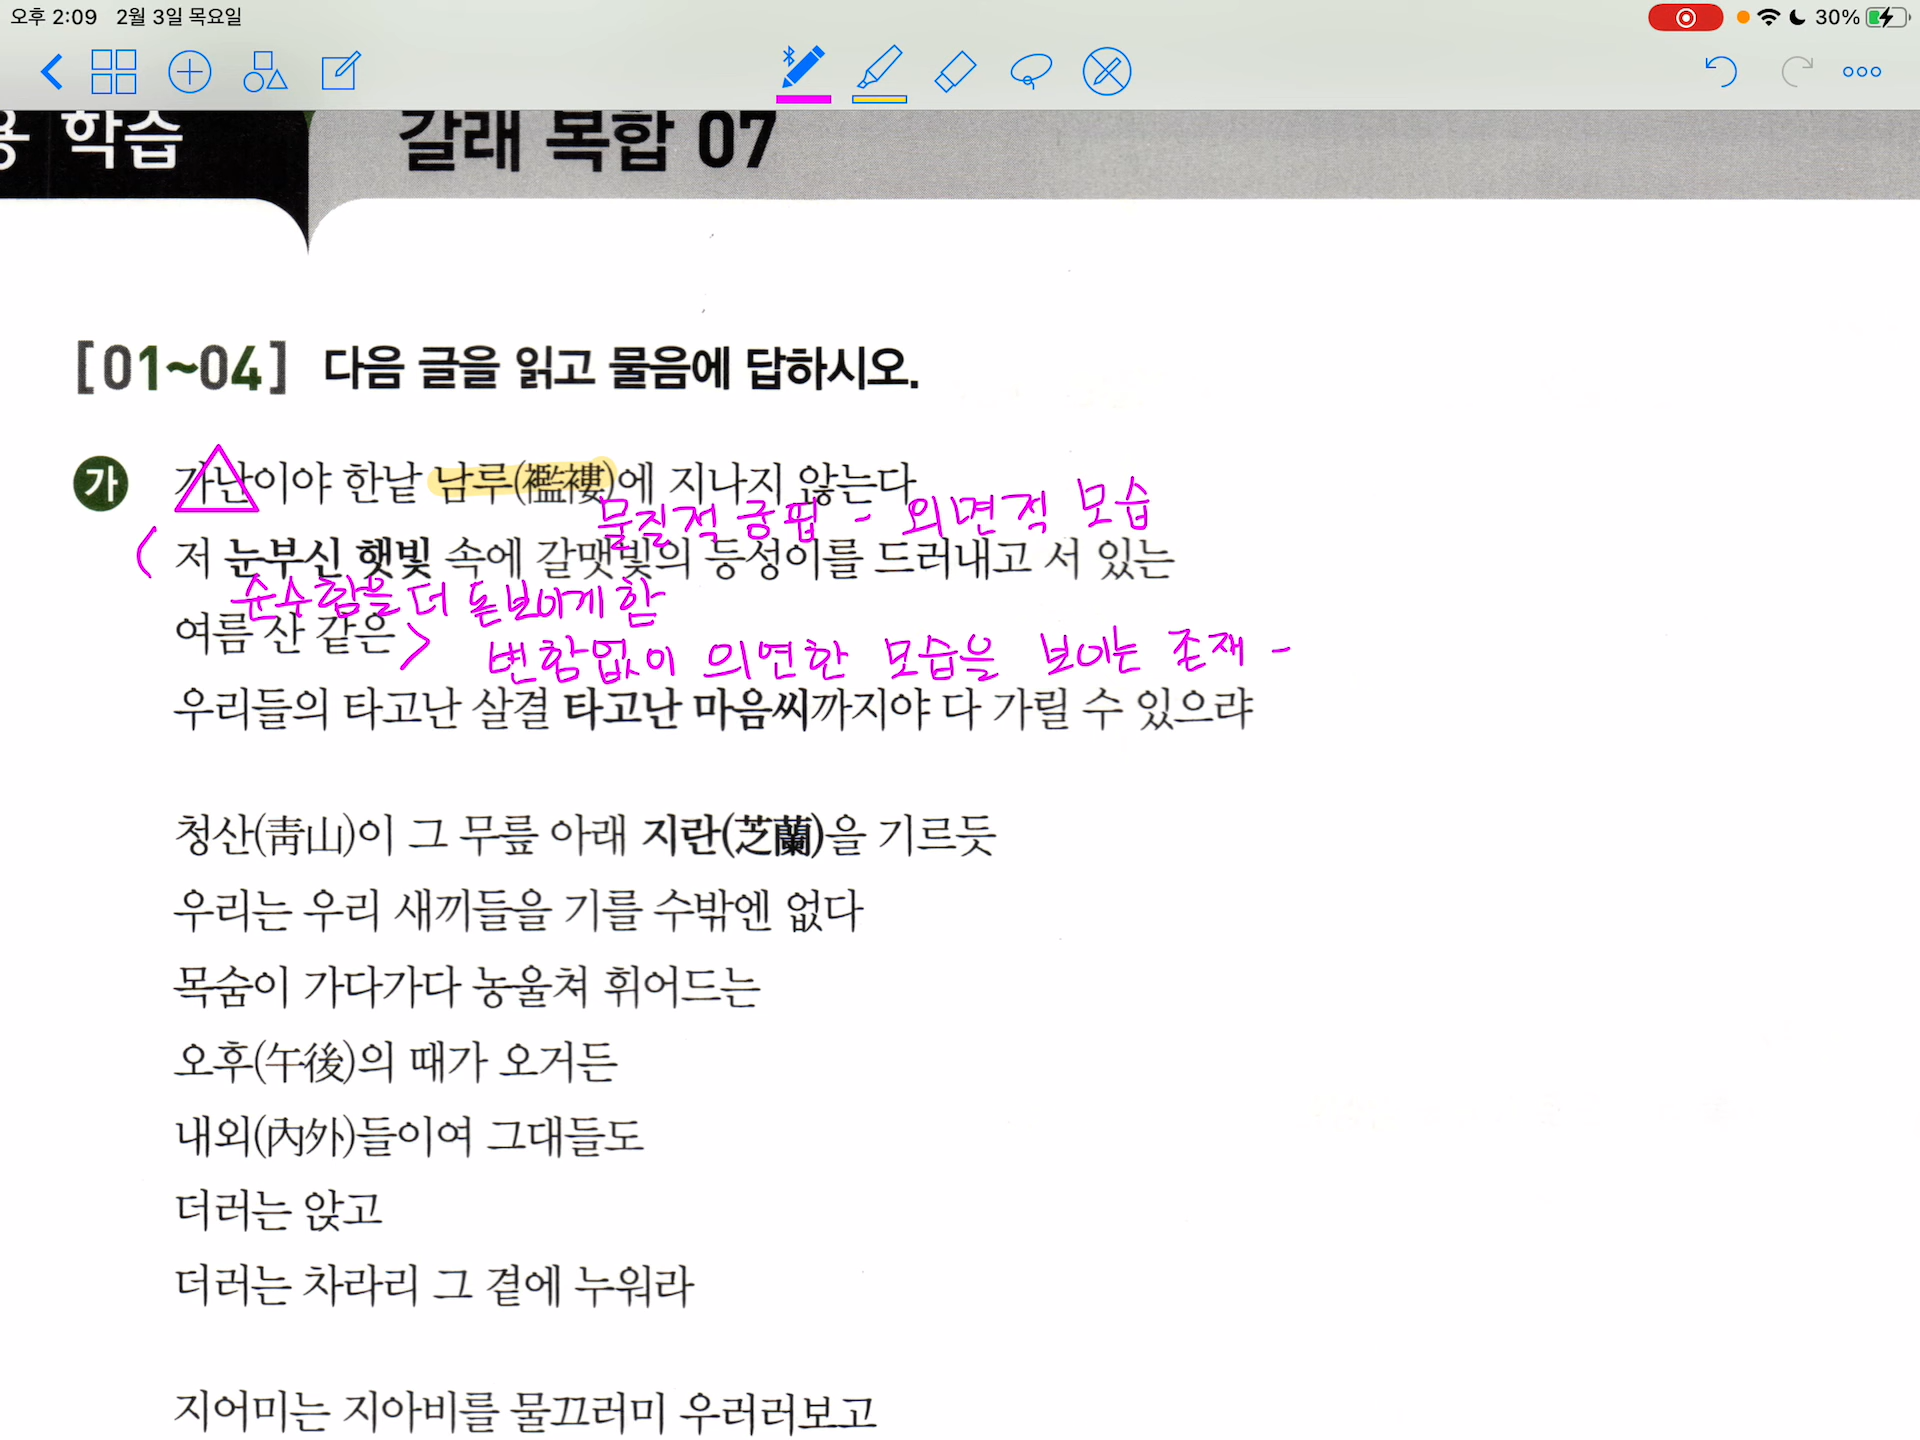 오후 2:09 2월 3일 목요일 30%
용 학습 갈래 복합 07
[01~04] 다음 글을 읽고 물음에 답하시오.
가 가난이야 한낱 남루(襤褸)에 지나지 않는다
물질적 궁핍 - 외면적 모습
저 눈부신 햇빛 속에 갈맷빛의 등성이를 드러내고 서 있는
순수함을 더 돋보이게 함
여름 산 같은
변함없이 의연한 모습을 보이는 존재 -
우리들의 타고난 살결 타고난 마음씨까지야 다 가릴 수 있으랴
청산(靑山)이 그 무릎 아래 지란(芝蘭)을 기르듯
우리는 우리 새끼들을 기를 수밖엔 없다
목숨이 가다가다 농울쳐 휘어드는
오후(午後)의 때가 오거든
내외(內外)들이여 그대들도
더러는 앉고
더러는 차라리 그 곁에 누워라
지어미는 지아비를 물끄러미 우러러보고